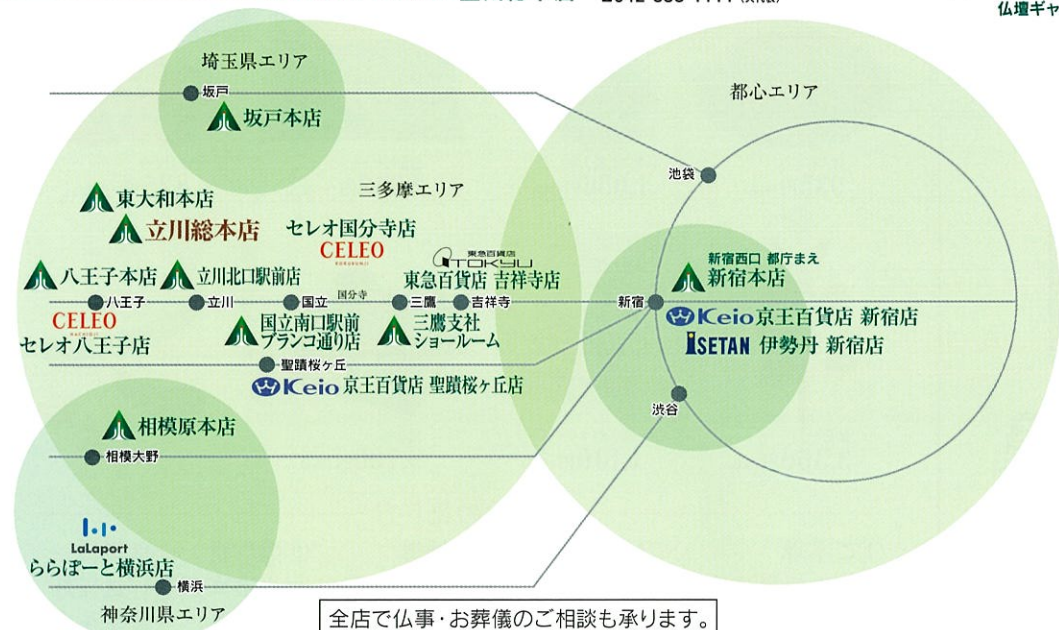 仏壇ギャ
埼玉県エリア
坂戸
坂戸本店
都心エリア
池袋
三多摩エリア
東大和本店
立川総本店
セレオ国分寺店
CELEO
KOKUBUNJI
東急百貨店
TOKYU
東急百貨店 吉祥寺店
八王子本店
立川北口駅前店
八王子
立川
国立
国分寺
三鷹
吉祥寺
新宿
新宿西口 都庁まえ
新宿本店
CELEO
HACHIOJI
セレオ八王子店
国立南口駅前
ブランコ通り店
三鷹支社
ショールーム
Keio 京王百貨店 新宿店
ISETAN 伊勢丹 新宿店
聖蹟桜ヶ丘
Keio 京王百貨店 聖蹟桜ヶ丘店
渋谷
相模原本店
相模大野
LaLaport
ららぽーと横浜店
横浜
神奈川県エリア
全店で仏事・お葬儀のご相談も承ります。